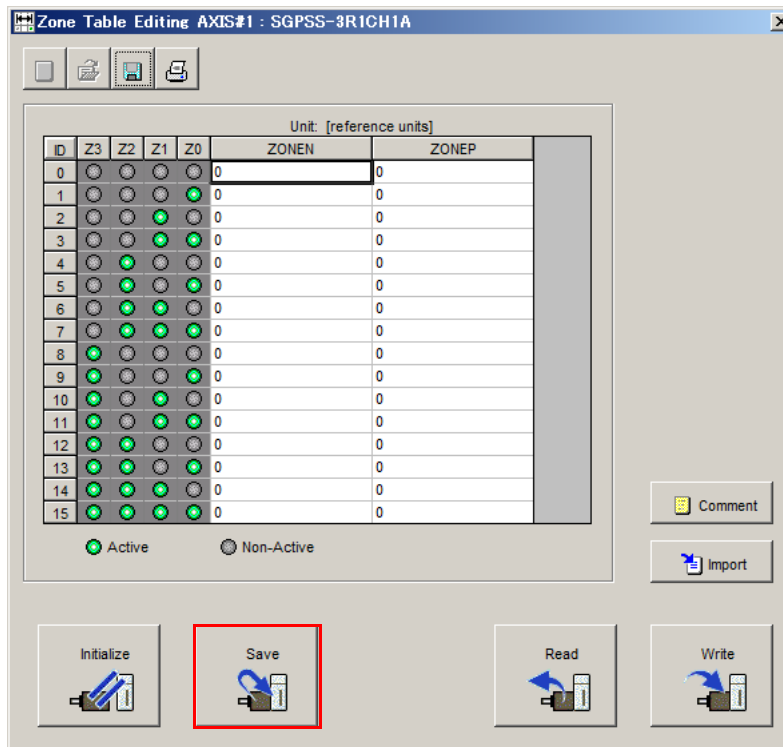 Zone Table Editing AXIS#1 : SGPSS-3R1CH1A
Unit: [reference units]
ID Z3 Z2 Z1 Z0 ZONEN ZONEP
0 0 0
1 0 0
2 0 0
3 0 0
4 0 0
5 0 0
6 0 0
7 0 0
8 0 0
9 0 0
10 0 0
11 0 0
12 0 0
13 0 0
14 0 0
15 0 0
Active Non-Active
Comment
Import
Initialize Save Read Write